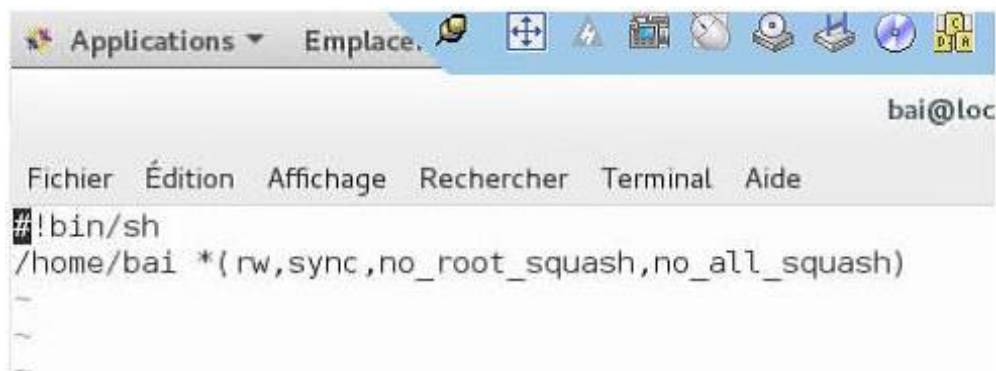 Applications Emplace.
bai@loc
Fichier Édition Affichage Rechercher Terminal Aide
#!bin/sh
/home/bai *(rw,sync,no_root_squash,no_all_squash)
~
~
~